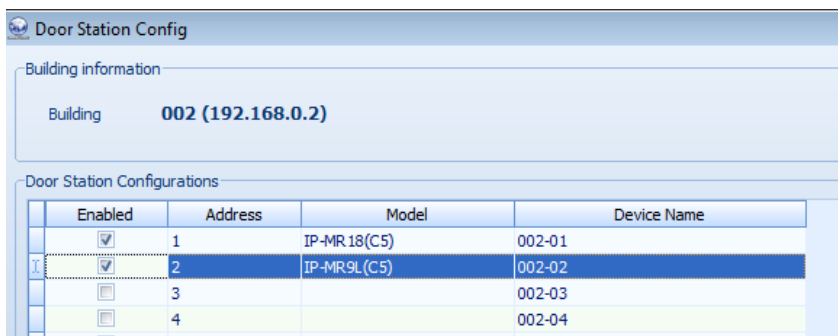 Door Station Config
Building information
Building 002 (192.168.0.2)
Door Station Configurations
Enabled Address Model Device Name
1 IP-MR18(C5) 002-01
2 IP-MR9L(C5) 002-02
3 002-03
4 002-04